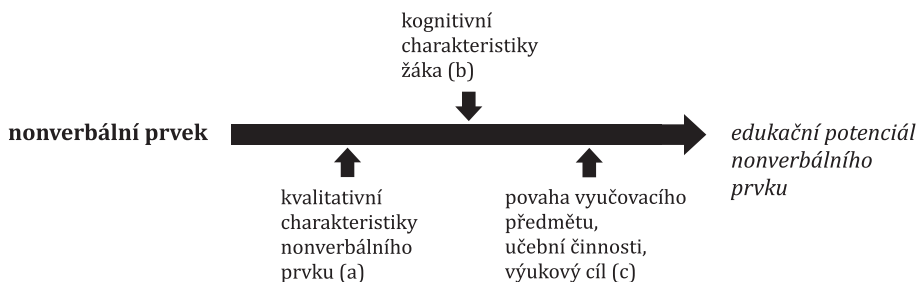 kognitivní
charakteristiky
žáka (b)
nonverbální prvek
edukační potenciál
nonverbálního
prvku
kvalitativní
charakteristiky
nonverbálního
prvku (a)
povaha vyučovacího
předmětu,
učební činnosti,
výukový cíl (c)